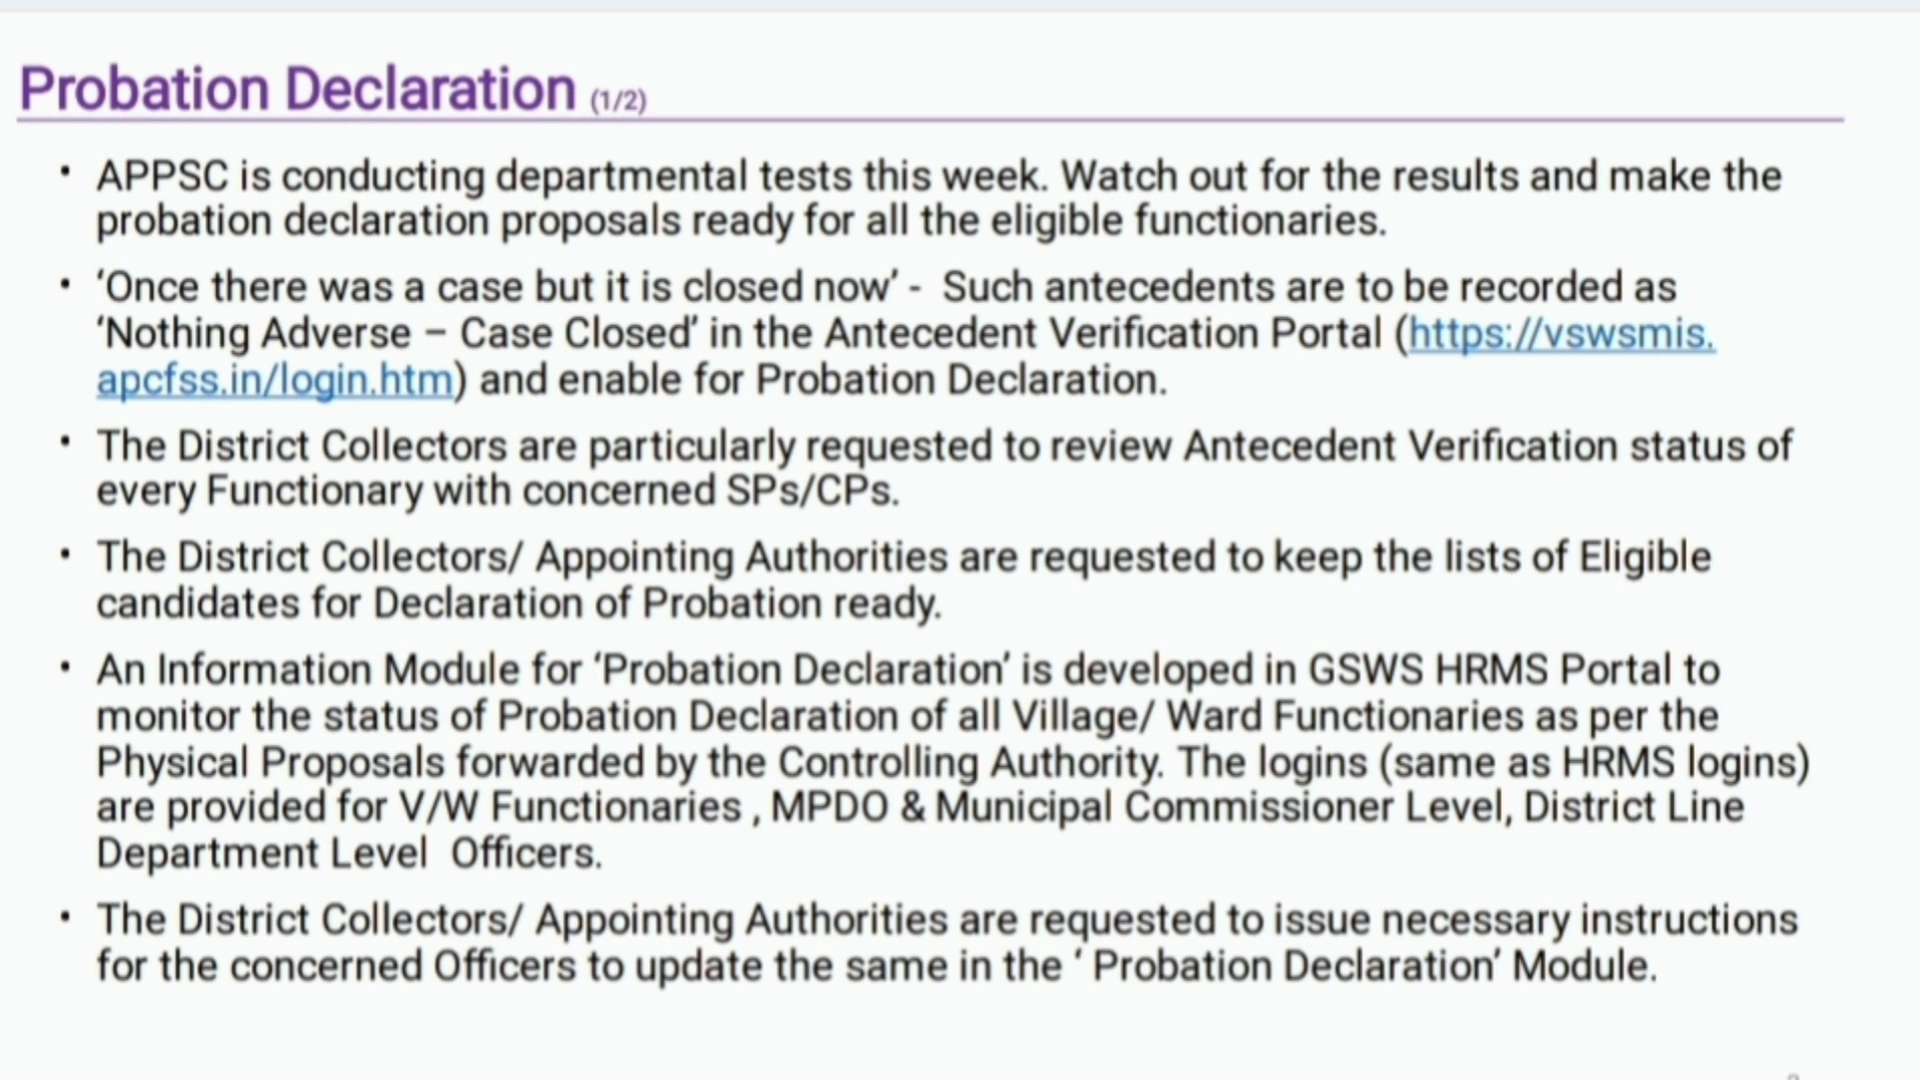 Probation Declaration (1/2)
• APPSC is conducting departmental tests this week. Watch out for the results and make the
probation declaration proposals ready for all the eligible functionaries.
• ‘Once there was a case but it is closed now’ -  Such antecedents are to be recorded as
‘Nothing Adverse – Case Closed’ in the Antecedent Verification Portal (https://vswsmis.
apcfss.in/login.htm) and enable for Probation Declaration.
• The District Collectors are particularly requested to review Antecedent Verification status of
every Functionary with concerned SPs/CPs.
• The District Collectors/ Appointing Authorities are requested to keep the lists of Eligible
candidates for Declaration of Probation ready.
• An Information Module for ‘Probation Declaration’ is developed in GSWS HRMS Portal to
monitor the status of Probation Declaration of all Village/ Ward Functionaries as per the
Physical Proposals forwarded by the Controlling Authority. The logins (same as HRMS logins)
are provided for V/W Functionaries , MPDO & Municipal Commissioner Level, District Line
Department Level  Officers.
• The District Collectors/ Appointing Authorities are requested to issue necessary instructions
for the concerned Officers to update the same in the ‘ Probation Declaration’ Module.